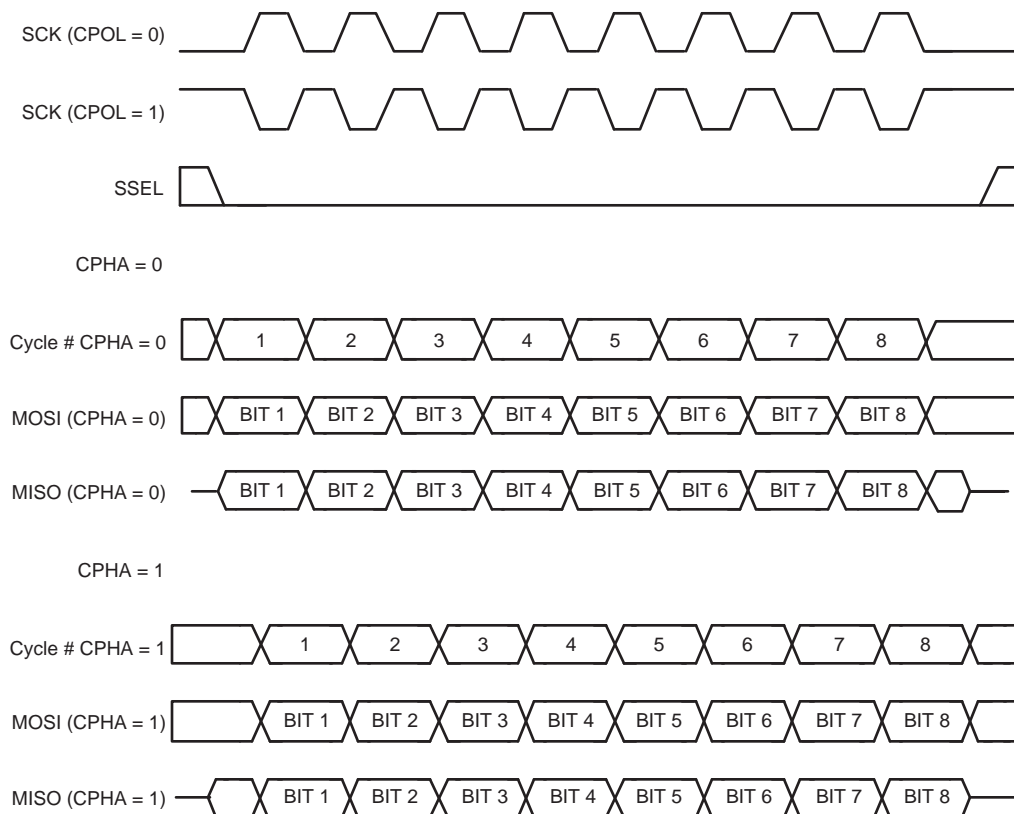 SCK (CPOL = 0)
SCK (CPOL = 1)
SSEL
CPHA = 0
Cycle # CPHA = 0 1 2 3 4 5 6 7 8
MOSI (CPHA = 0) BIT 1 BIT 2 BIT 3 BIT 4 BIT 5 BIT 6 BIT 7 BIT 8
MISO (CPHA = 0) BIT 1 BIT 2 BIT 3 BIT 4 BIT 5 BIT 6 BIT 7 BIT 8
CPHA = 1
Cycle # CPHA = 1 1 2 3 4 5 6 7 8
MOSI (CPHA = 1) BIT 1 BIT 2 BIT 3 BIT 4 BIT 5 BIT 6 BIT 7 BIT 8
MISO (CPHA = 1) BIT 1 BIT 2 BIT 3 BIT 4 BIT 5 BIT 6 BIT 7 BIT 8